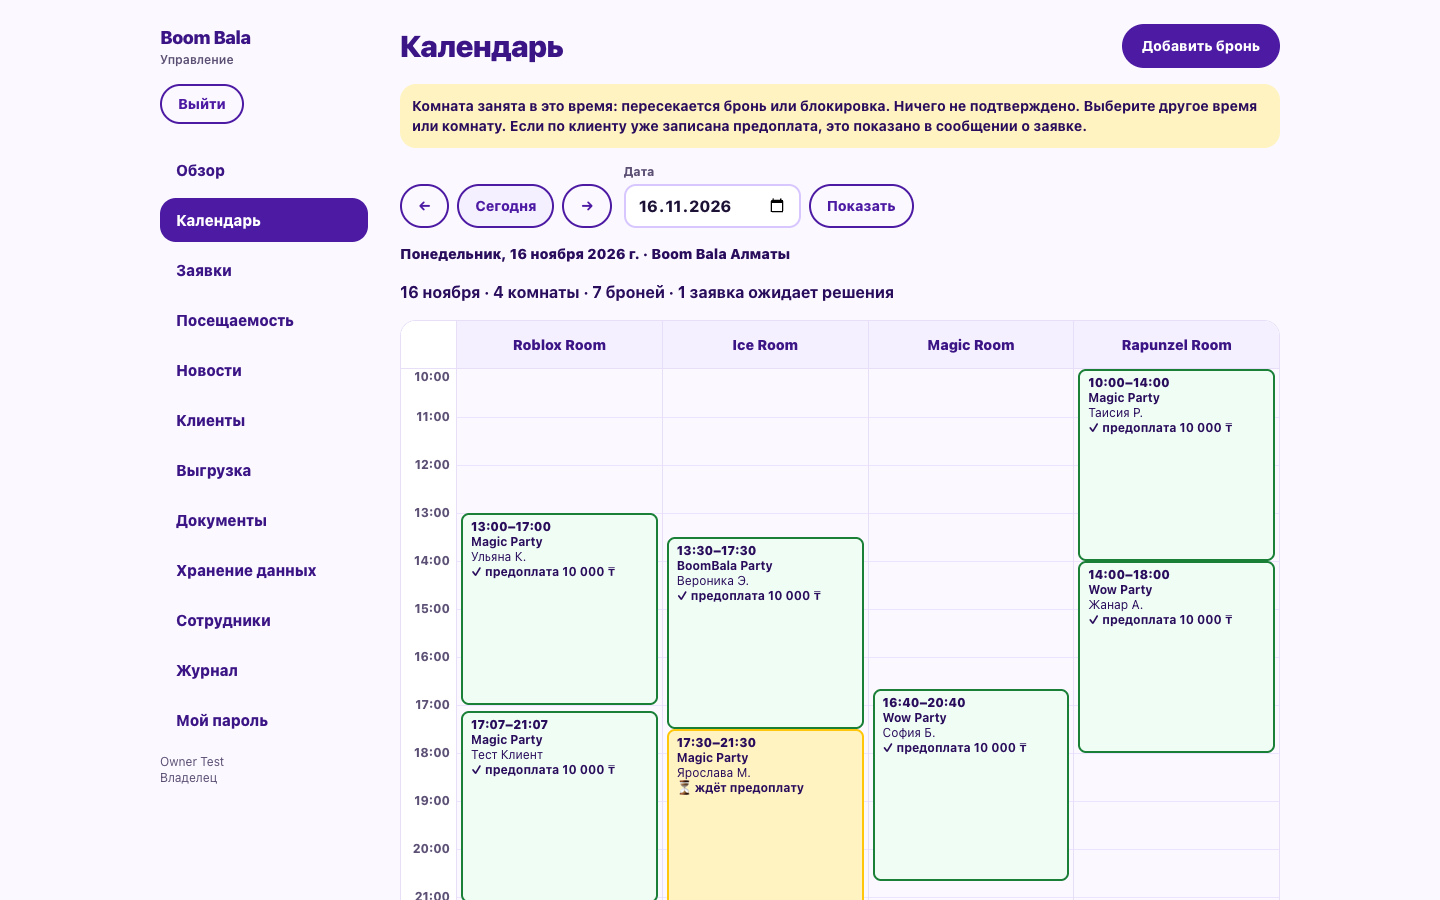 Boom Bala
Управление
Выйти
Обзор
Календарь
Заявки
Посещаемость
Новости
Клиенты
Выгрузка
Документы
Хранение данных
Сотрудники
Журнал
Мой пароль
Owner Test
Владелец
Календарь
Добавить бронь
Комната занята в это время: пересекается бронь или блокировка. Ничего не подтверждено. Выберите другое время
или комнату. Если по клиенту уже записана предоплата, это показано в сообщении о заявке.
Дата
← Сегодня → 16.11.2026 Показать
Понедельник, 16 ноября 2026 г. · Boom Bala Алматы
16 ноября · 4 комнаты · 7 броней · 1 заявка ожидает решения
Roblox Room Ice Room Magic Room Rapunzel Room
10:00
11:00
12:00
13:00
14:00
15:00
16:00
17:00
18:00
19:00
20:00
21:00
13:00–17:00
Magic Party
Ульяна К.
✓ предоплата 10 000 ₸
17:07–21:07
Magic Party
Тест Клиент
✓ предоплата 10 000 ₸
13:30–17:30
BoomBala Party
Вероника Э.
✓ предоплата 10 000 ₸
17:30–21:30
Magic Party
Ярослава М.
⏳ ждёт предоплату
16:40–20:40
Wow Party
София Б.
✓ предоплата 10 000 ₸
10:00–14:00
Magic Party
Таисия Р.
✓ предоплата 10 000 ₸
14:00–18:00
Wow Party
Жанар А.
✓ предоплата 10 000 ₸